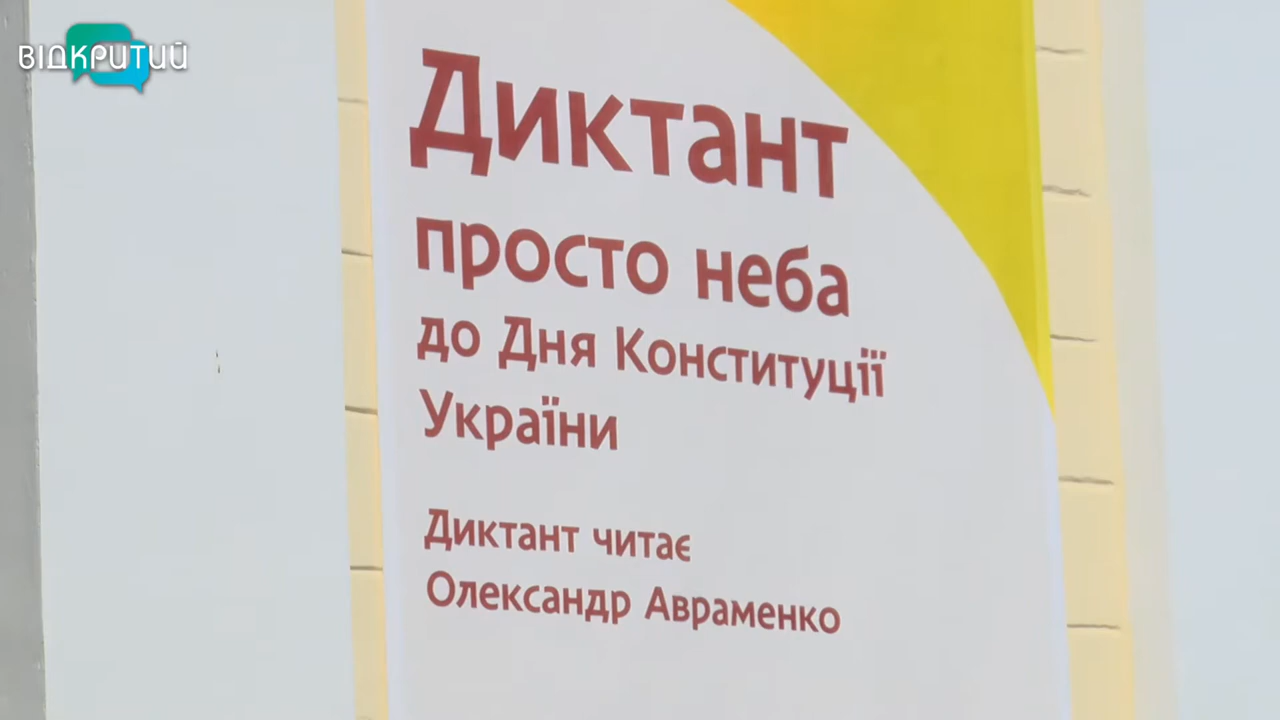 ВІДКРИТИЙ
Диктант
просто неба
до Дня Конституції
України
Диктант читає
Олександр Авраменко